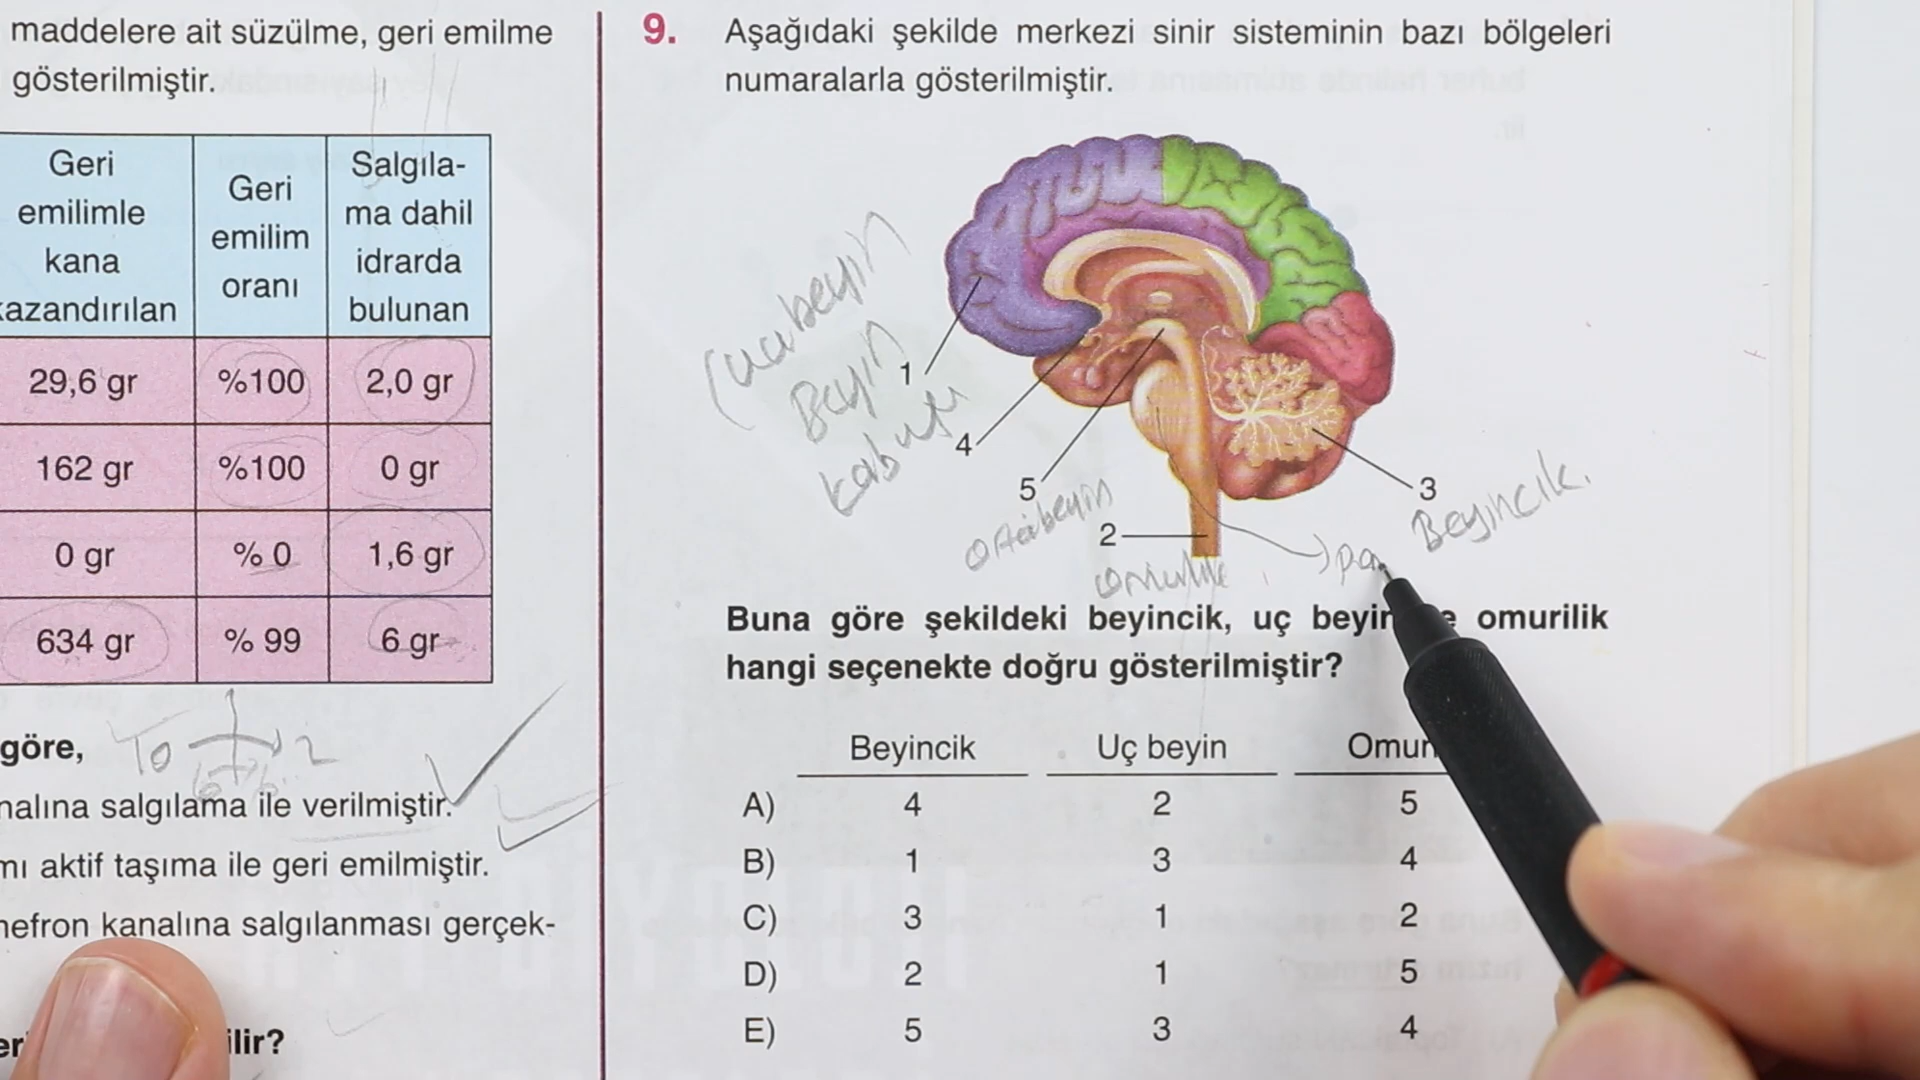 maddelere ait süzülme, geri emilme
gösterilmiştir.
Geri
emilimle
kana
kazandırılan
Geri
emilim
oranı
Salgıla-
ma dahil
idrarda
bulunan
29,6 gr %100 2,0 gr
162 gr %100 0 gr
0 gr % 0 1,6 gr
634 gr % 99 6 gr
göre,
nalına salgılama ile verilmiştir.
mı aktif taşıma ile geri emilmiştir.
nefron kanalına salgılanması gerçek-
ilir?
9. Aşağıdaki şekilde merkezi sinir sisteminin bazı bölgeleri
numaralarla gösterilmiştir.
Beyin
kabuğu
1
4
5
ortabeyin
2
omurilik
3
Beyincik.
Buna göre şekildeki beyincik, uç beyin omurilik
hangi seçenekte doğru gösterilmiştir?
Beyincik Uç beyin Omur
A) 4 2 5
B) 1 3 4
C) 3 1 2
D) 2 1 5
E) 5 3 4